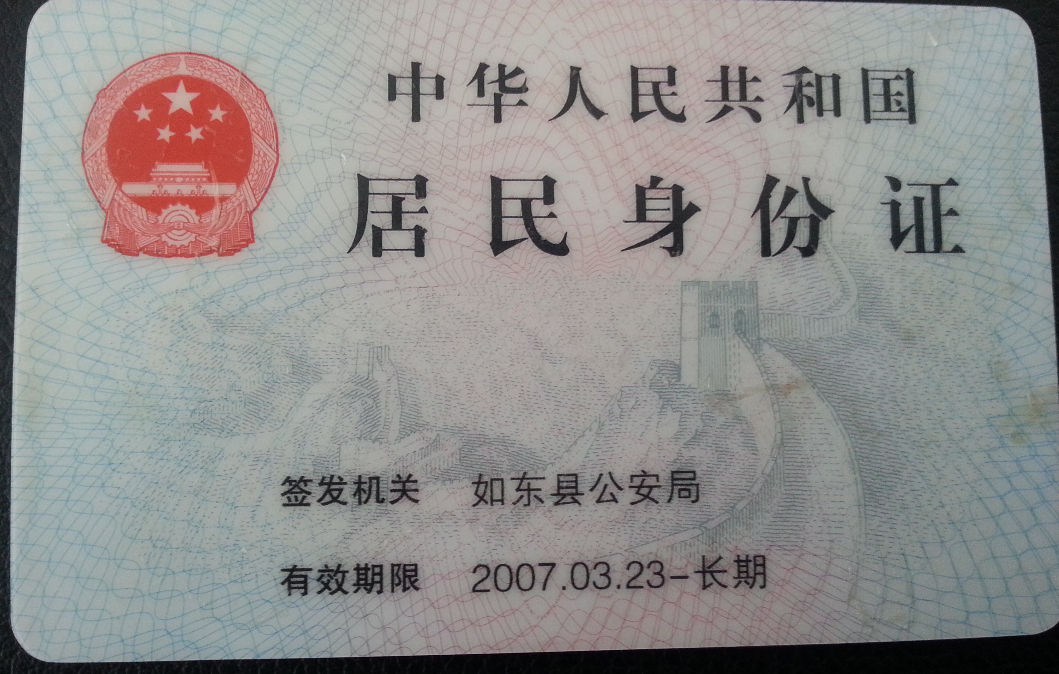 中华人民共和国
居民身份证
签发机关 如东县公安局
有效期限 2007.03.23-长期